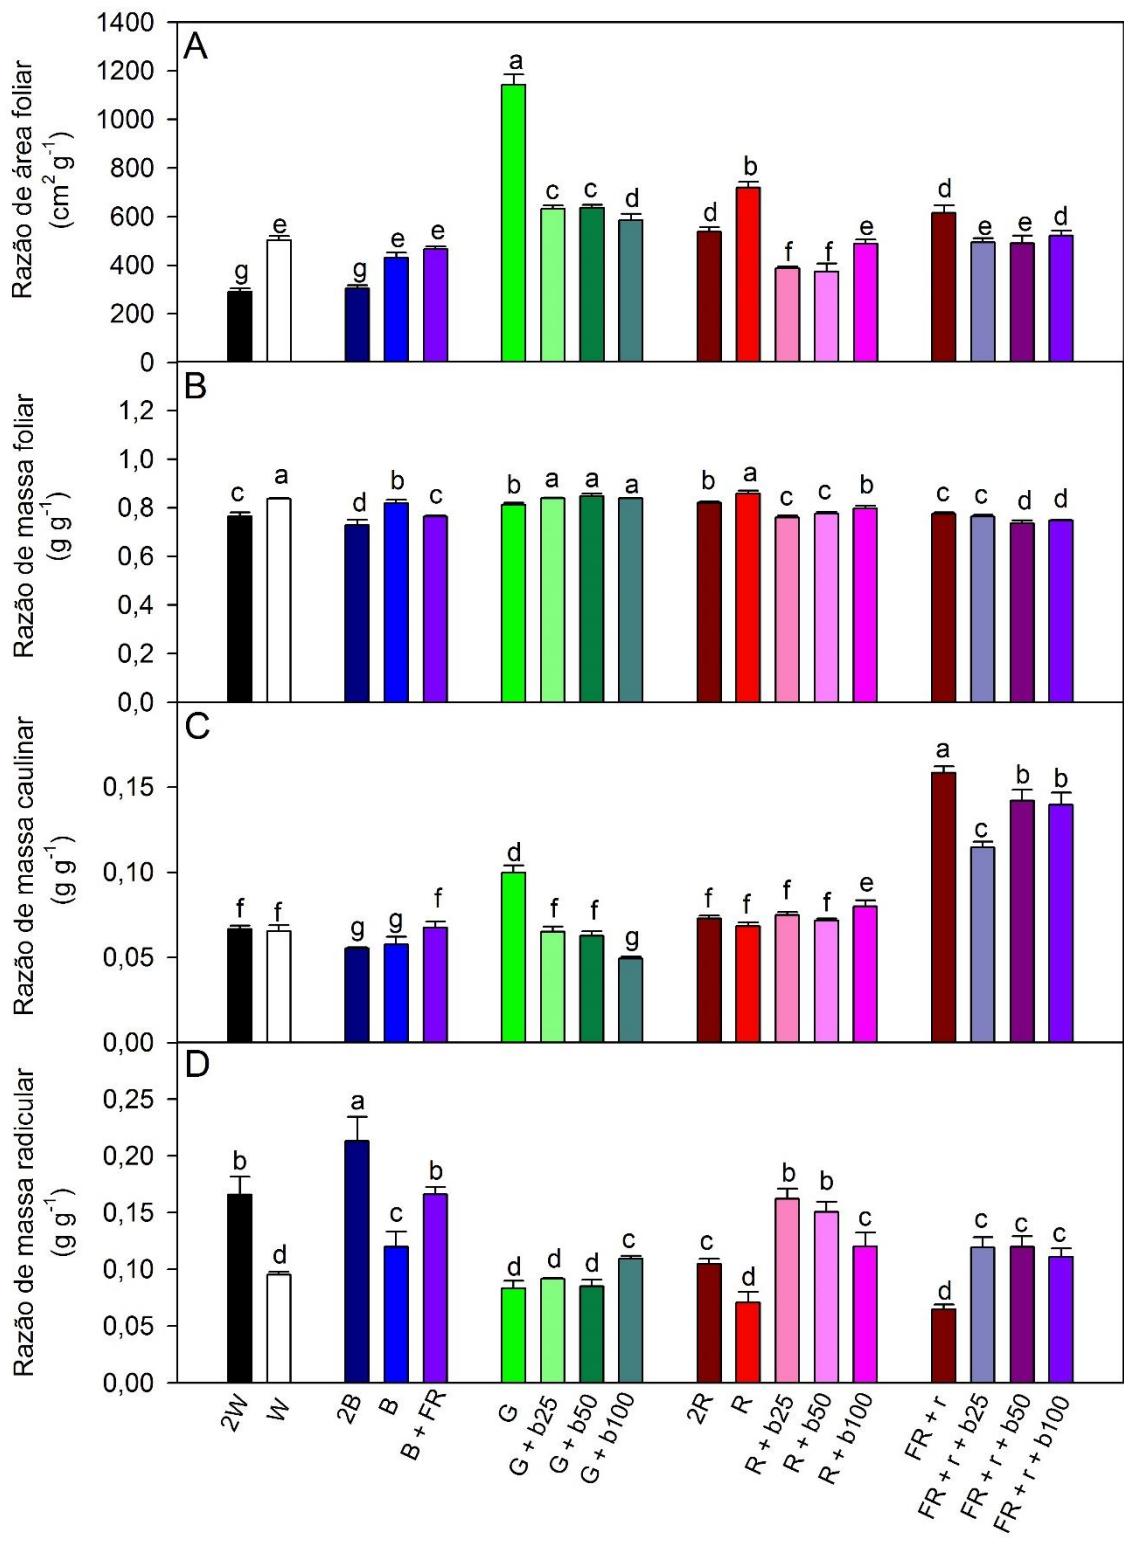 A
Razão de área foliar
(cm² g⁻¹)
1400
1200
1000
800
600
400
200
0
g
e
g
e
e
a
c
c
d
d
b
f
f
e
d
e
e
d
B
Razão de massa foliar
(g g⁻¹)
1,2
1,0
0,8
0,6
0,4
0,2
0,0
c
a
d
b
c
b
a
a
a
b
a
c
c
b
c
c
d
d
C
Razão de massa caulinar
(g g⁻¹)
0,15
0,10
0,05
0,00
f
f
g
g
f
d
f
f
g
f
f
f
f
e
a
c
b
b
D
Razão de massa radicular
(g g⁻¹)
0,25
0,20
0,15
0,10
0,05
0,00
b
d
a
c
b
d
d
d
c
c
d
b
b
c
d
c
c
c
2W
W
2B
B
B + FR
G
G + b25
G + b50
G + b100
2R
R
R + b25
R + b50
R + b100
FR + r
FR + r + b25
FR + r + b50
FR + r + b100